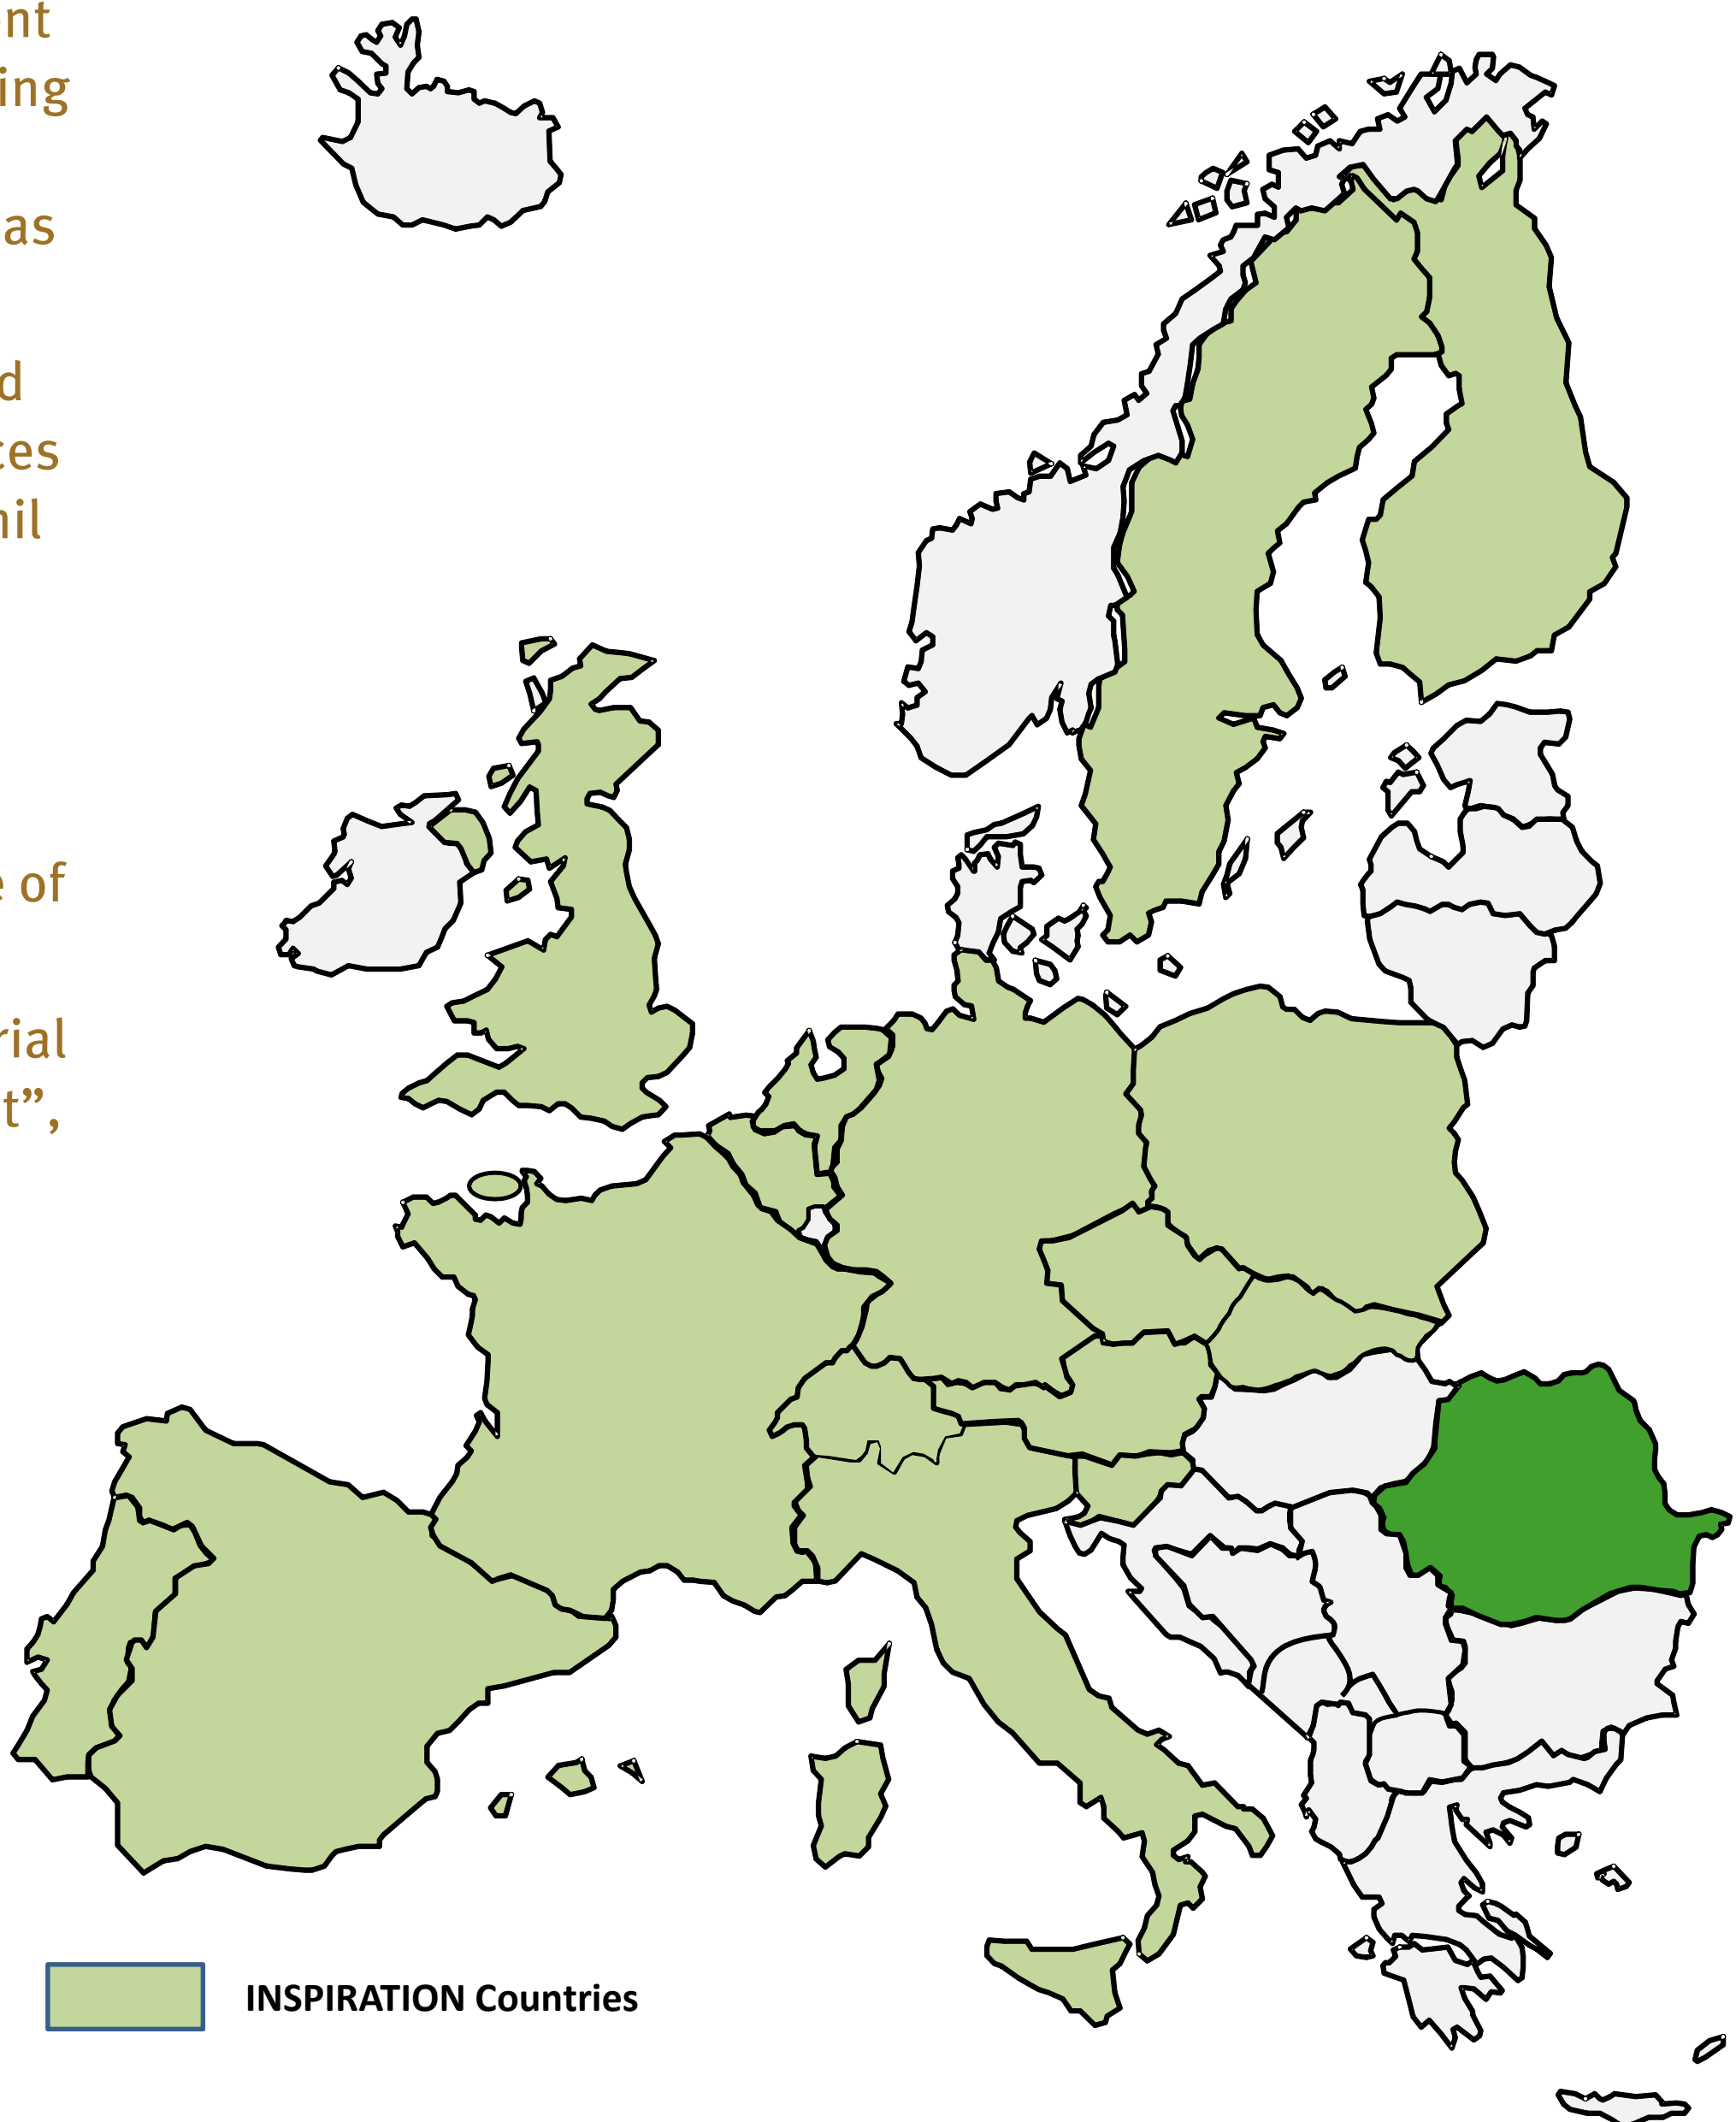 nt
ing
as
d
ces
nil
e of
rial
t”,
INSPIRATION Countries